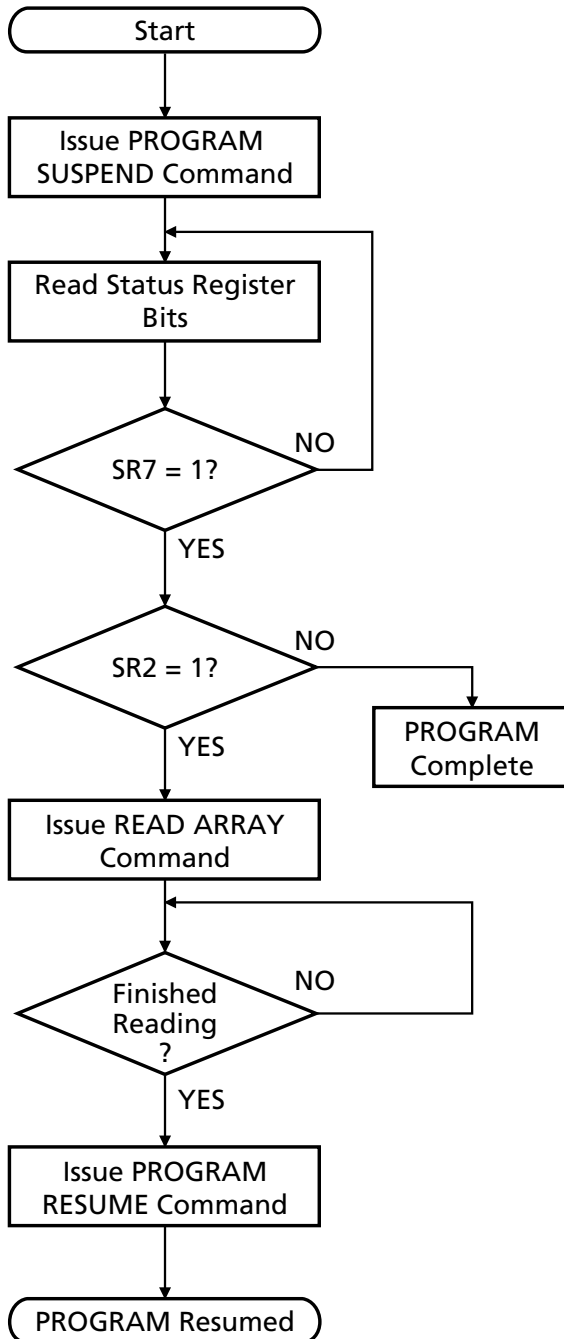 Start
Issue PROGRAM
SUSPEND Command
Read Status Register
Bits
NO
SR7 = 1?
YES
NO
SR2 = 1?
YES
PROGRAM
Complete
Issue READ ARRAY
Command
NO
Finished
Reading
?
YES
Issue PROGRAM
RESUME Command
PROGRAM Resumed